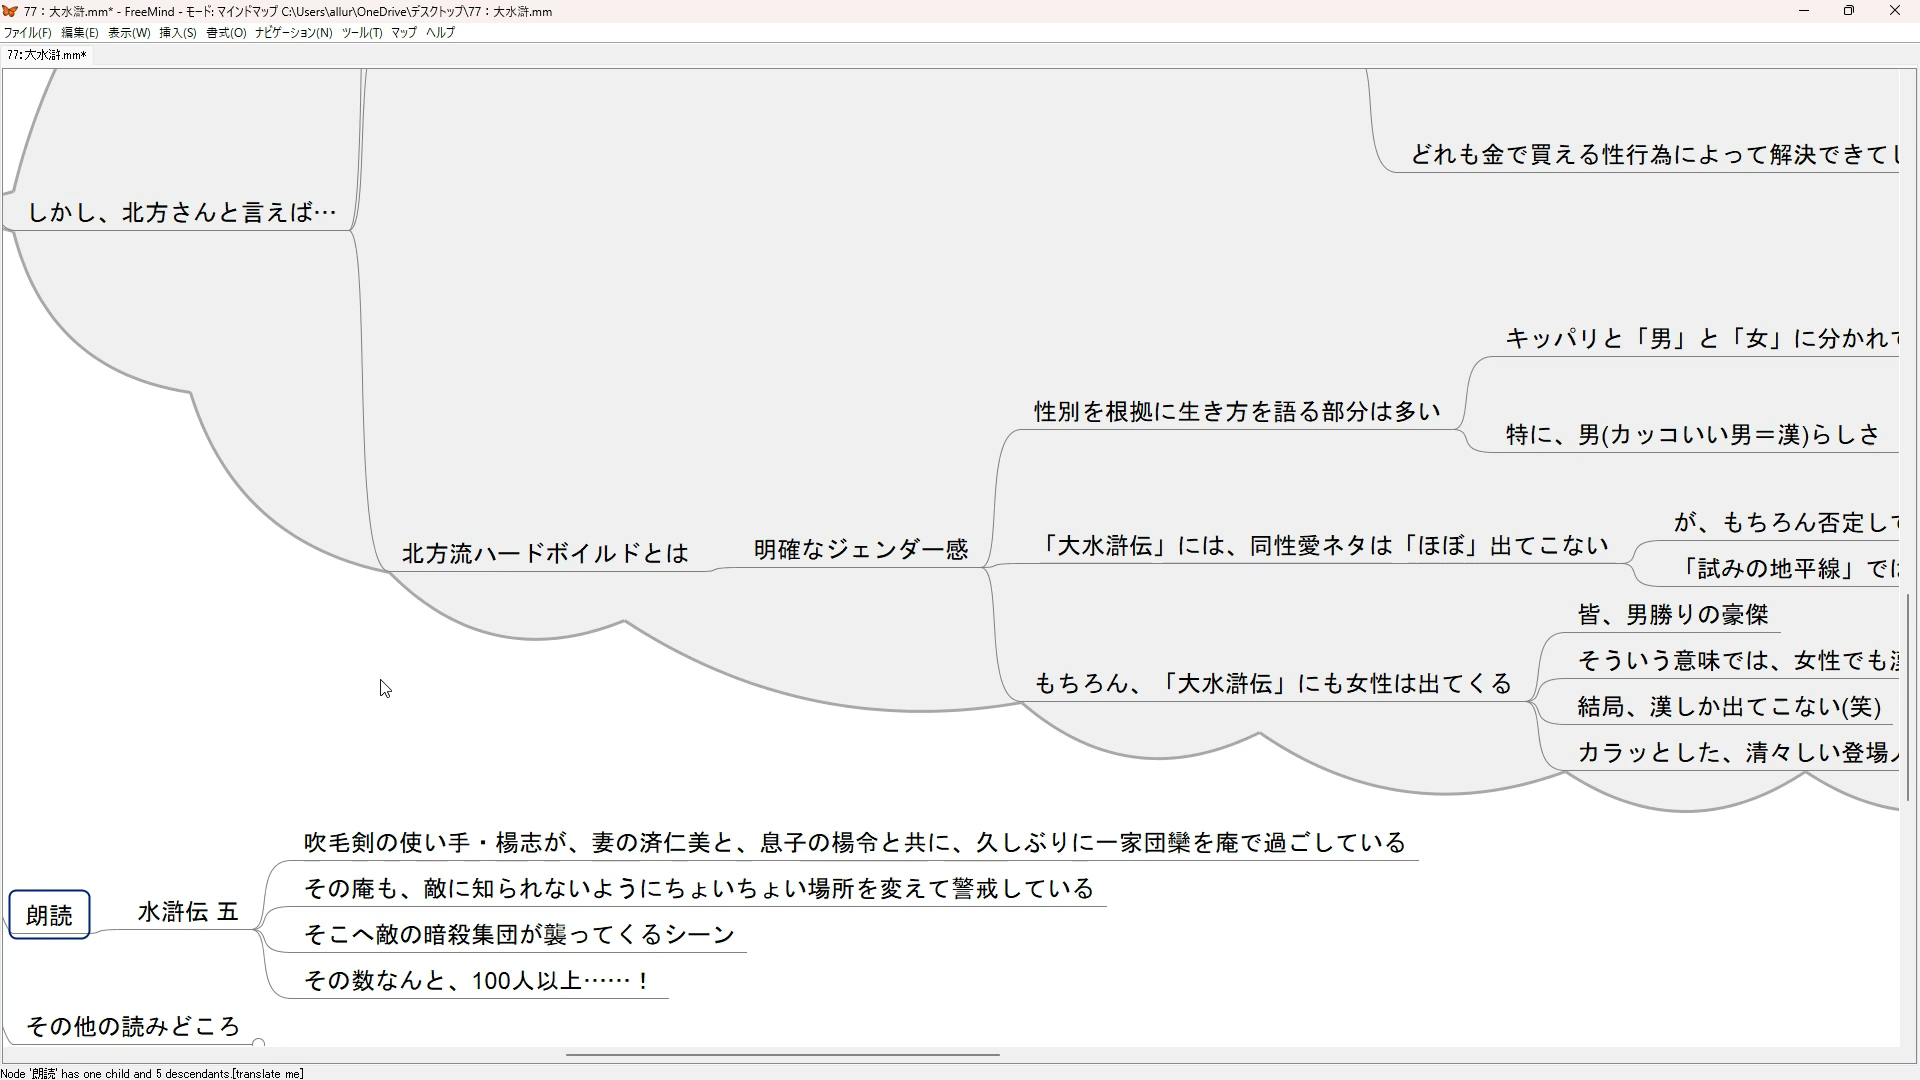 77：大水滸.mm* - FreeMind - モード: マインドマップ C:\Users\allur\OneDrive\デスクトップ\77：大水滸.mm
ファイル(F) 編集(E) 表示(W) 挿入(S) 書式(O) ナビゲーション(N) ツール(T) マップ ヘルプ
77:大水滸.mm*
どれも金で買える性行為によって解決できて
しかし、北方さんと言えば…
キッパリと「男」と「女」に分かれて
性別を根拠に生き方を語る部分は多い
特に、男(カッコいい男＝漢)らしさ
が、もちろん否定して
「大水滸伝」には、同性愛ネタは「ほぼ」出てこない
北方流ハードボイルドとは
明確なジェンダー感
「試みの地平線」では
皆、男勝りの豪傑
そういう意味では、女性でも
もちろん、「大水滸伝」にも女性は出てくる
結局、漢しか出てこない(笑)
カラッとした、清々しい登場
吹毛剣の使い手・楊志が、妻の済仁美と、息子の楊令と共に、久しぶりに一家団欒を庵で過ごしている
その庵も、敵に知られないようにちょいちょい場所を変えて警戒している
朗読
水滸伝 五
そこへ敵の暗殺集団が襲ってくるシーン
その数なんと、100人以上……！
その他の読みどころ
Node '朗読' has one child and 5 descendants.[translate me]